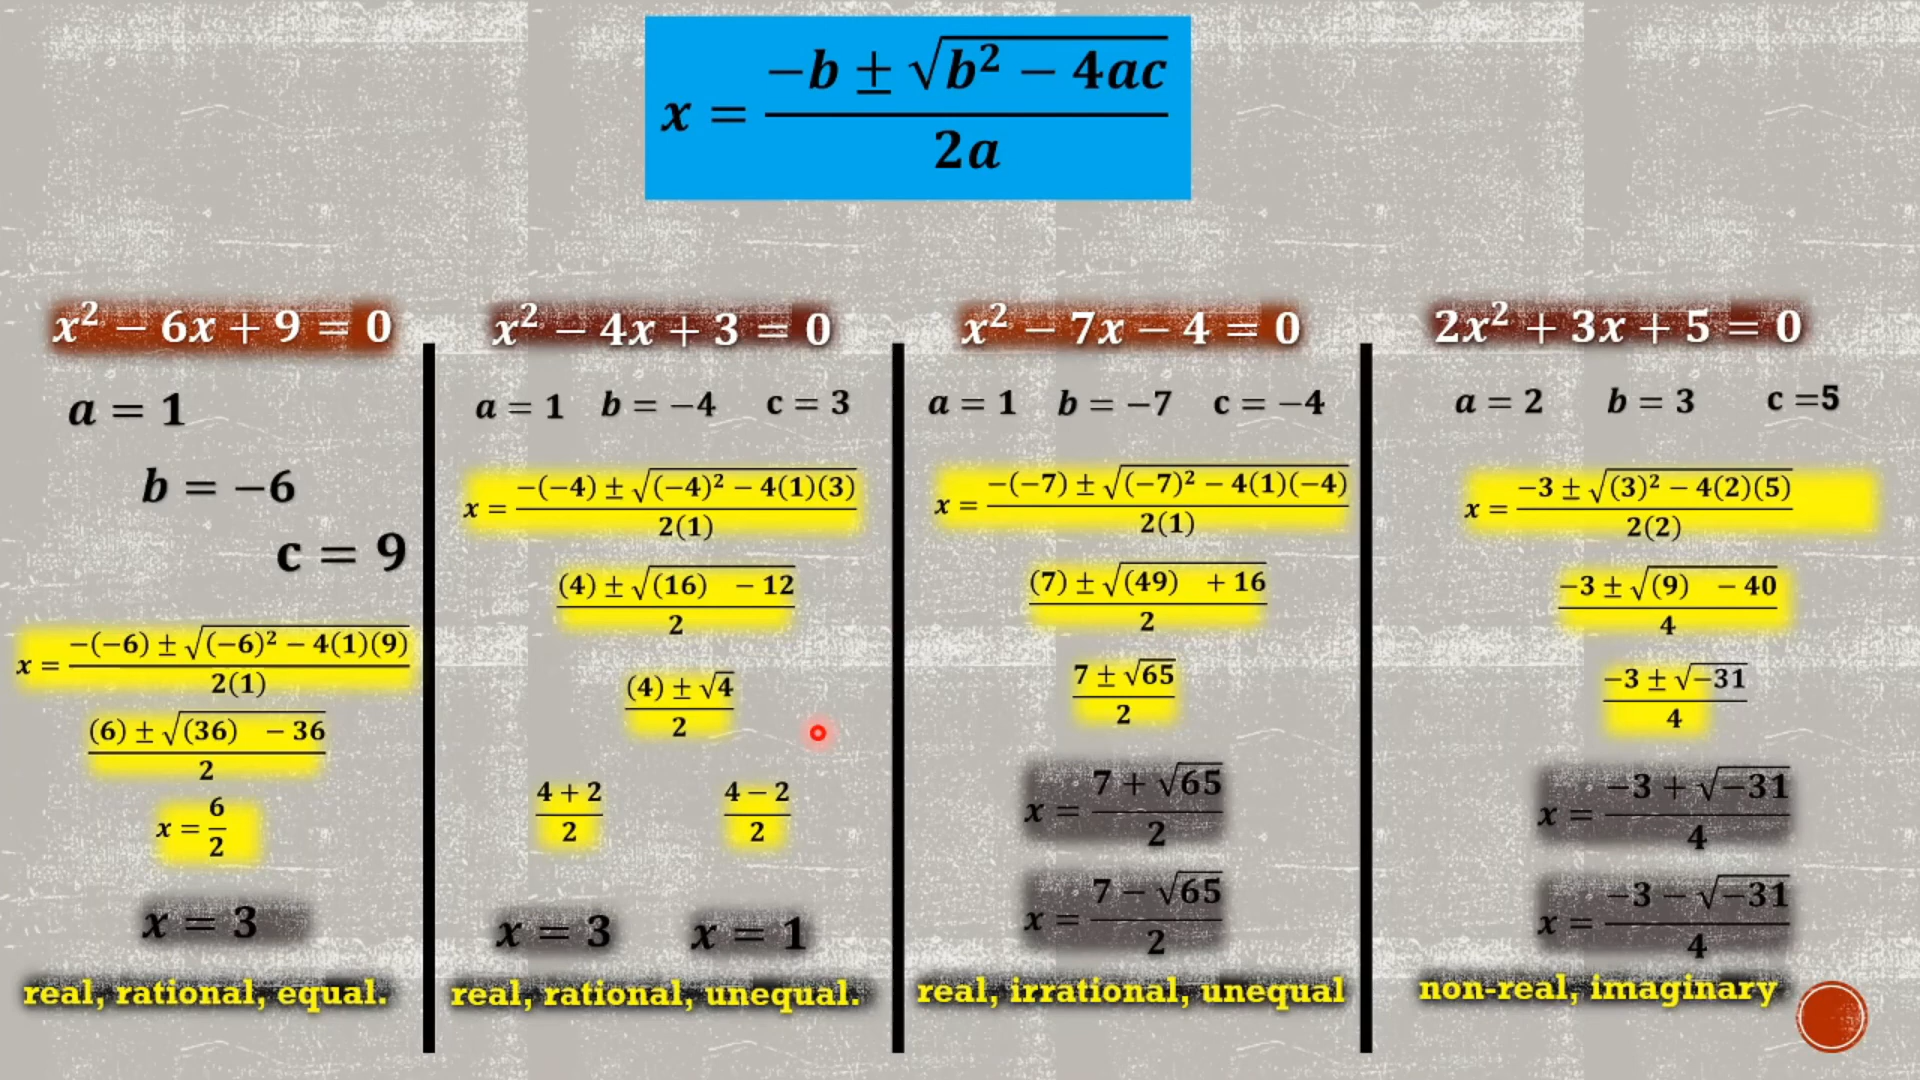 x = (−b ± √(b² − 4ac)) / 2a
x² − 6x + 9 = 0
a = 1
b = −6
c = 9
x = (−(−6) ± √((−6)² − 4(1)(9))) / 2(1)
((6) ± √((36) − 36)) / 2
x = 6/2
x = 3
real, rational, equal.
x² − 4x + 3 = 0
a = 1 b = −4 c = 3
x = (−(−4) ± √((−4)² − 4(1)(3))) / 2(1)
((4) ± √((16) − 12)) / 2
((4) ± √4) / 2
(4 + 2) / 2 (4 − 2) / 2
x = 3 x = 1
real, rational, unequal.
x² − 7x − 4 = 0
a = 1 b = −7 c = −4
x = (−(−7) ± √((−7)² − 4(1)(−4))) / 2(1)
((7) ± √((49) + 16)) / 2
(7 ± √65) / 2
x = (7 + √65) / 2
x = (7 − √65) / 2
real, irrational, unequal
2x² + 3x + 5 = 0
a = 2 b = 3 c =5
x = (−3 ± √((3)² − 4(2)(5))) / 2(2)
(−3 ± √((9) − 40)) / 4
(−3 ± √−31) / 4
x = (−3 + √−31) / 4
x = (−3 − √−31) / 4
non-real, imaginary